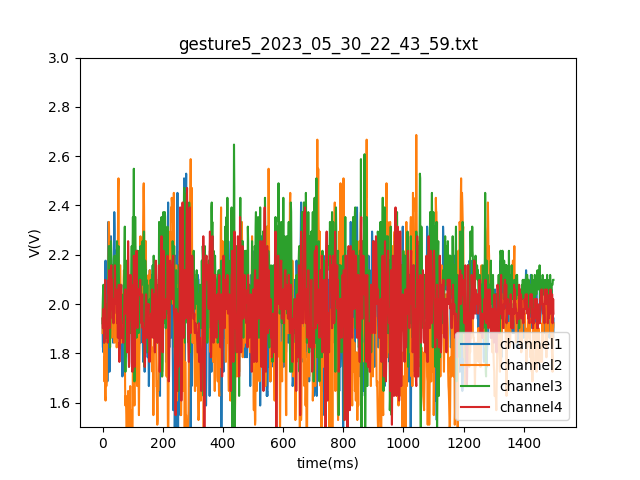 gesture5_2023_05_30_22_43_59.txt
3.0
2.8
2.6
2.4
2.2
2.0
1.8
1.6
V(V)
channel1
channel2
channel3
channel4
0 200 400 600 800 1000 1200 1400
time(ms)